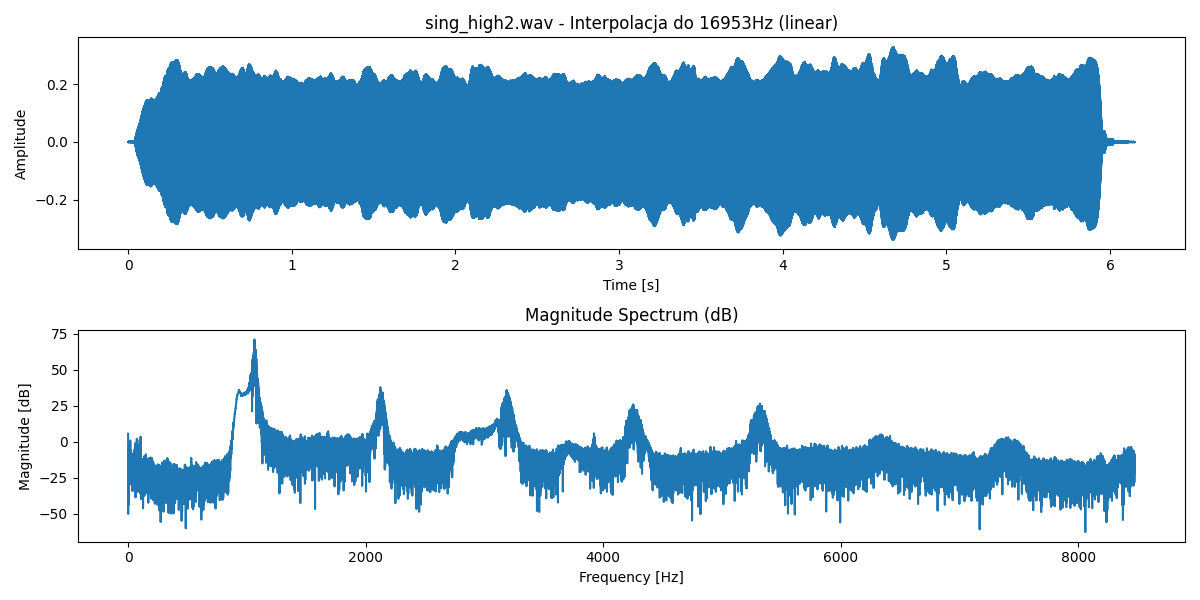 sing_high2.wav - Interpolacja do 16953Hz (linear)
0.2
0.0
−0.2
Amplitude
0 1 2 3 4 5 6
Time [s]
Magnitude Spectrum (dB)
75
50
25
0
−25
−50
Magnitude [dB]
0 2000 4000 6000 8000
Frequency [Hz]